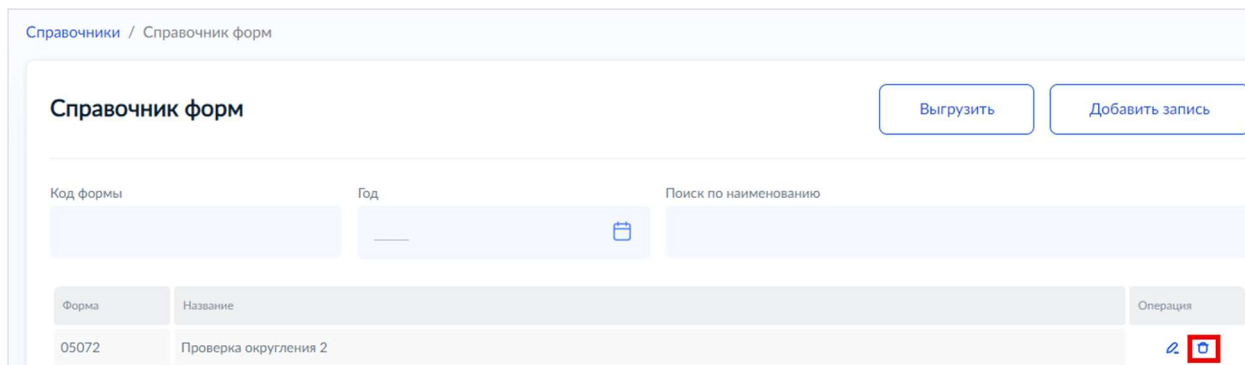 Справочники / Справочник форм
Справочник форм
Выгрузить
Добавить запись
Код формы
Год
Поиск по наименованию
Форма
Название
Операция
05072
Проверка округления 2